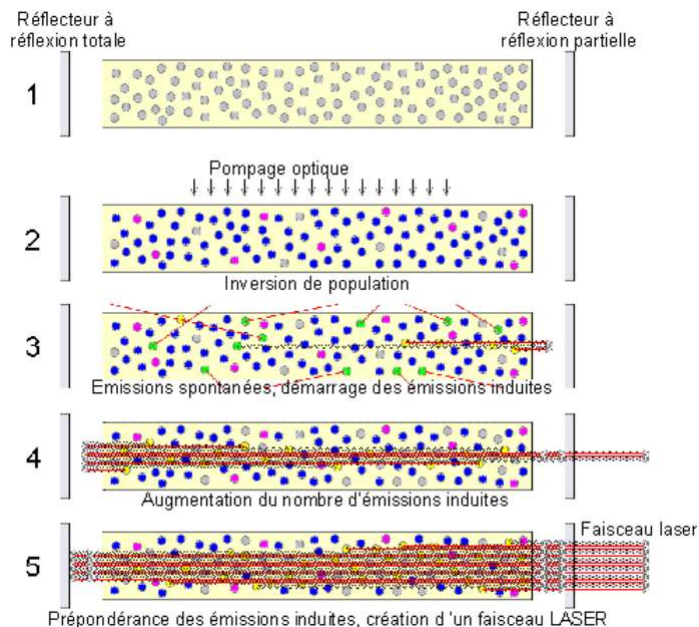 Réflecteur à
réflexion totale
Réflecteur à
réflexion partielle
1
Pompage optique
2
Inversion de population
3
Emissions spontanées, démarrage des émissions induites
4
Augmentation du nombre d'émissions induites
Faisceau laser
5
Prépondérance des émissions induites, création d 'un faisceau LASER